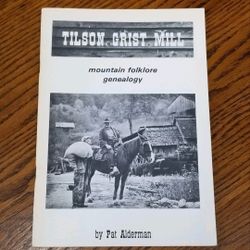 TILSON GRIST MILL
mountain folklore
genealogy
by Pat Alderman